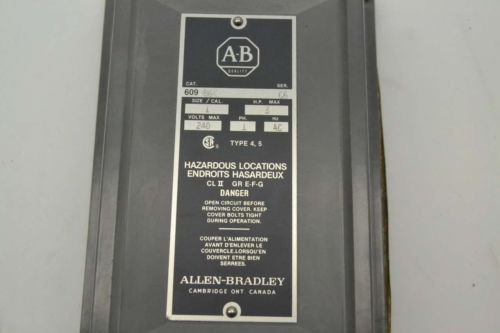 A·B
QUALITY
CAT. SER.
609
SIZE / CAL. H.P. MAX
1
VOLTS MAX PH. Hz
240 1 AC
TYPE 4, 5
HAZARDOUS LOCATIONS
ENDROITS HASARDEUX
CL II GR E-F-G
DANGER
OPEN CIRCUIT BEFORE
REMOVING COVER. KEEP
COVER BOLTS TIGHT
DURING OPERATION.
COUPER L'ALIMENTATION
AVANT D'ENLEVER LE
COUVERCLE.LORSQU'EN
DOIVENT ETRE BIEN
SERREES.
ALLEN-BRADLEY
CAMBRIDGE ONT CANADA